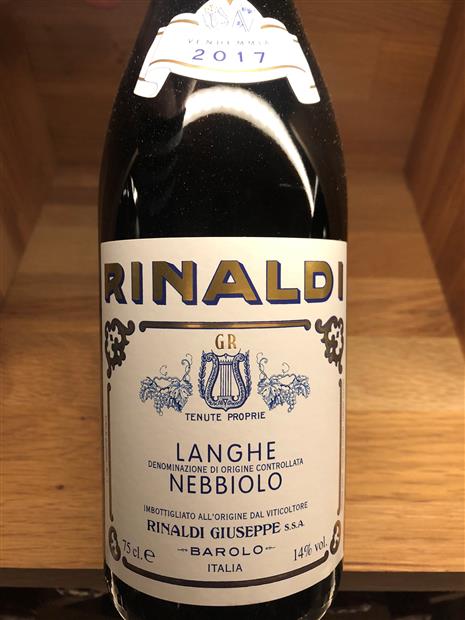 VENDEMMIA
2017
RINALDI
GR
TENUTE PROPRIE
LANGHE
DENOMINAZIONE DI ORIGINE CONTROLLATA
NEBBIOLO
IMBOTTIGLIATO ALL'ORIGINE DAL VITICOLTORE
RINALDI GIUSEPPE S.S.A.
75 cl. e -BAROLO- 14% vol.
ITALIA